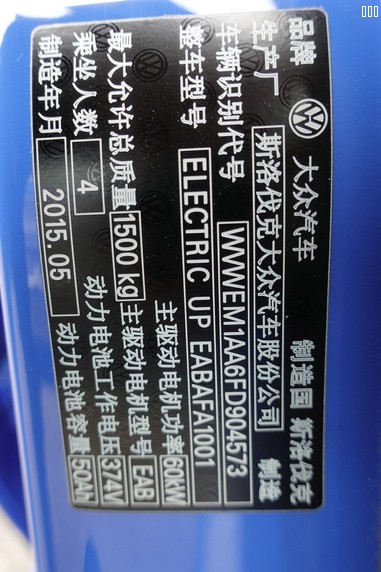 品牌 大众汽车 制造国 斯洛伐克
生产厂 斯洛伐克大众汽车股份公司 制造
车辆识别代号 WVWEM1AA6FD904573
整车型号 ELECTRIC UP EABAFA1001
主驱动电机功率 60kW
最大允许总质量 1500 kg 主驱动电机型号 EAB
乘坐人数 4 动力电池工作电压 374V
制造年月 2015.05 动力电池容量 50Ah